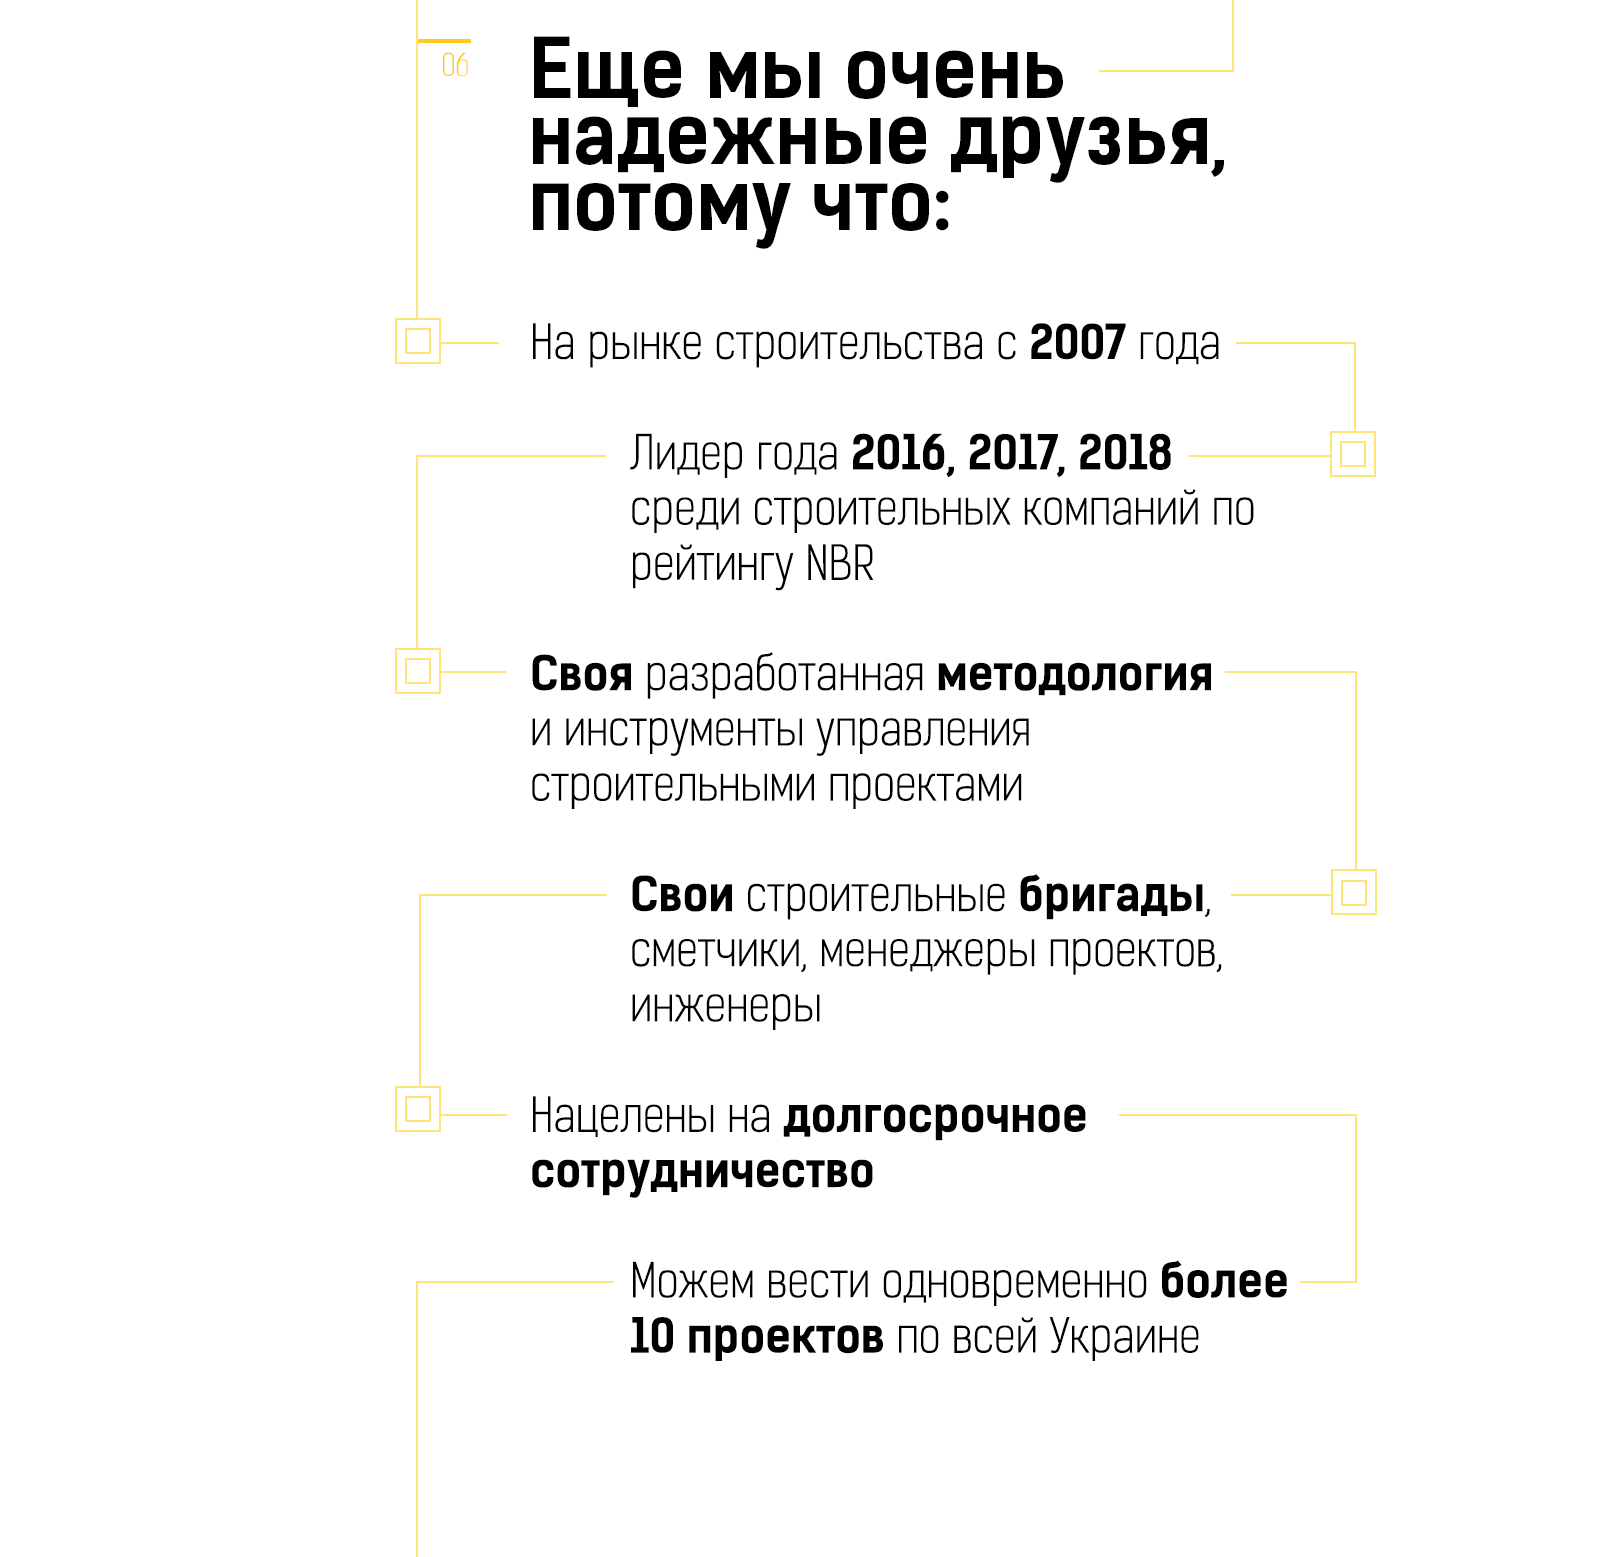 06
Еще мы очень
надежные друзья,
потому что:
На рынке строительства с 2007 года
Лидер года 2016, 2017, 2018
среди строительных компаний по
рейтингу NBR
Своя разработанная методология
и инструменты управления
строительными проектами
Свои строительные бригады,
сметчики, менеджеры проектов,
инженеры
Нацелены на долгосрочное
сотрудничество
Можем вести одновременно более
10 проектов по всей Украине